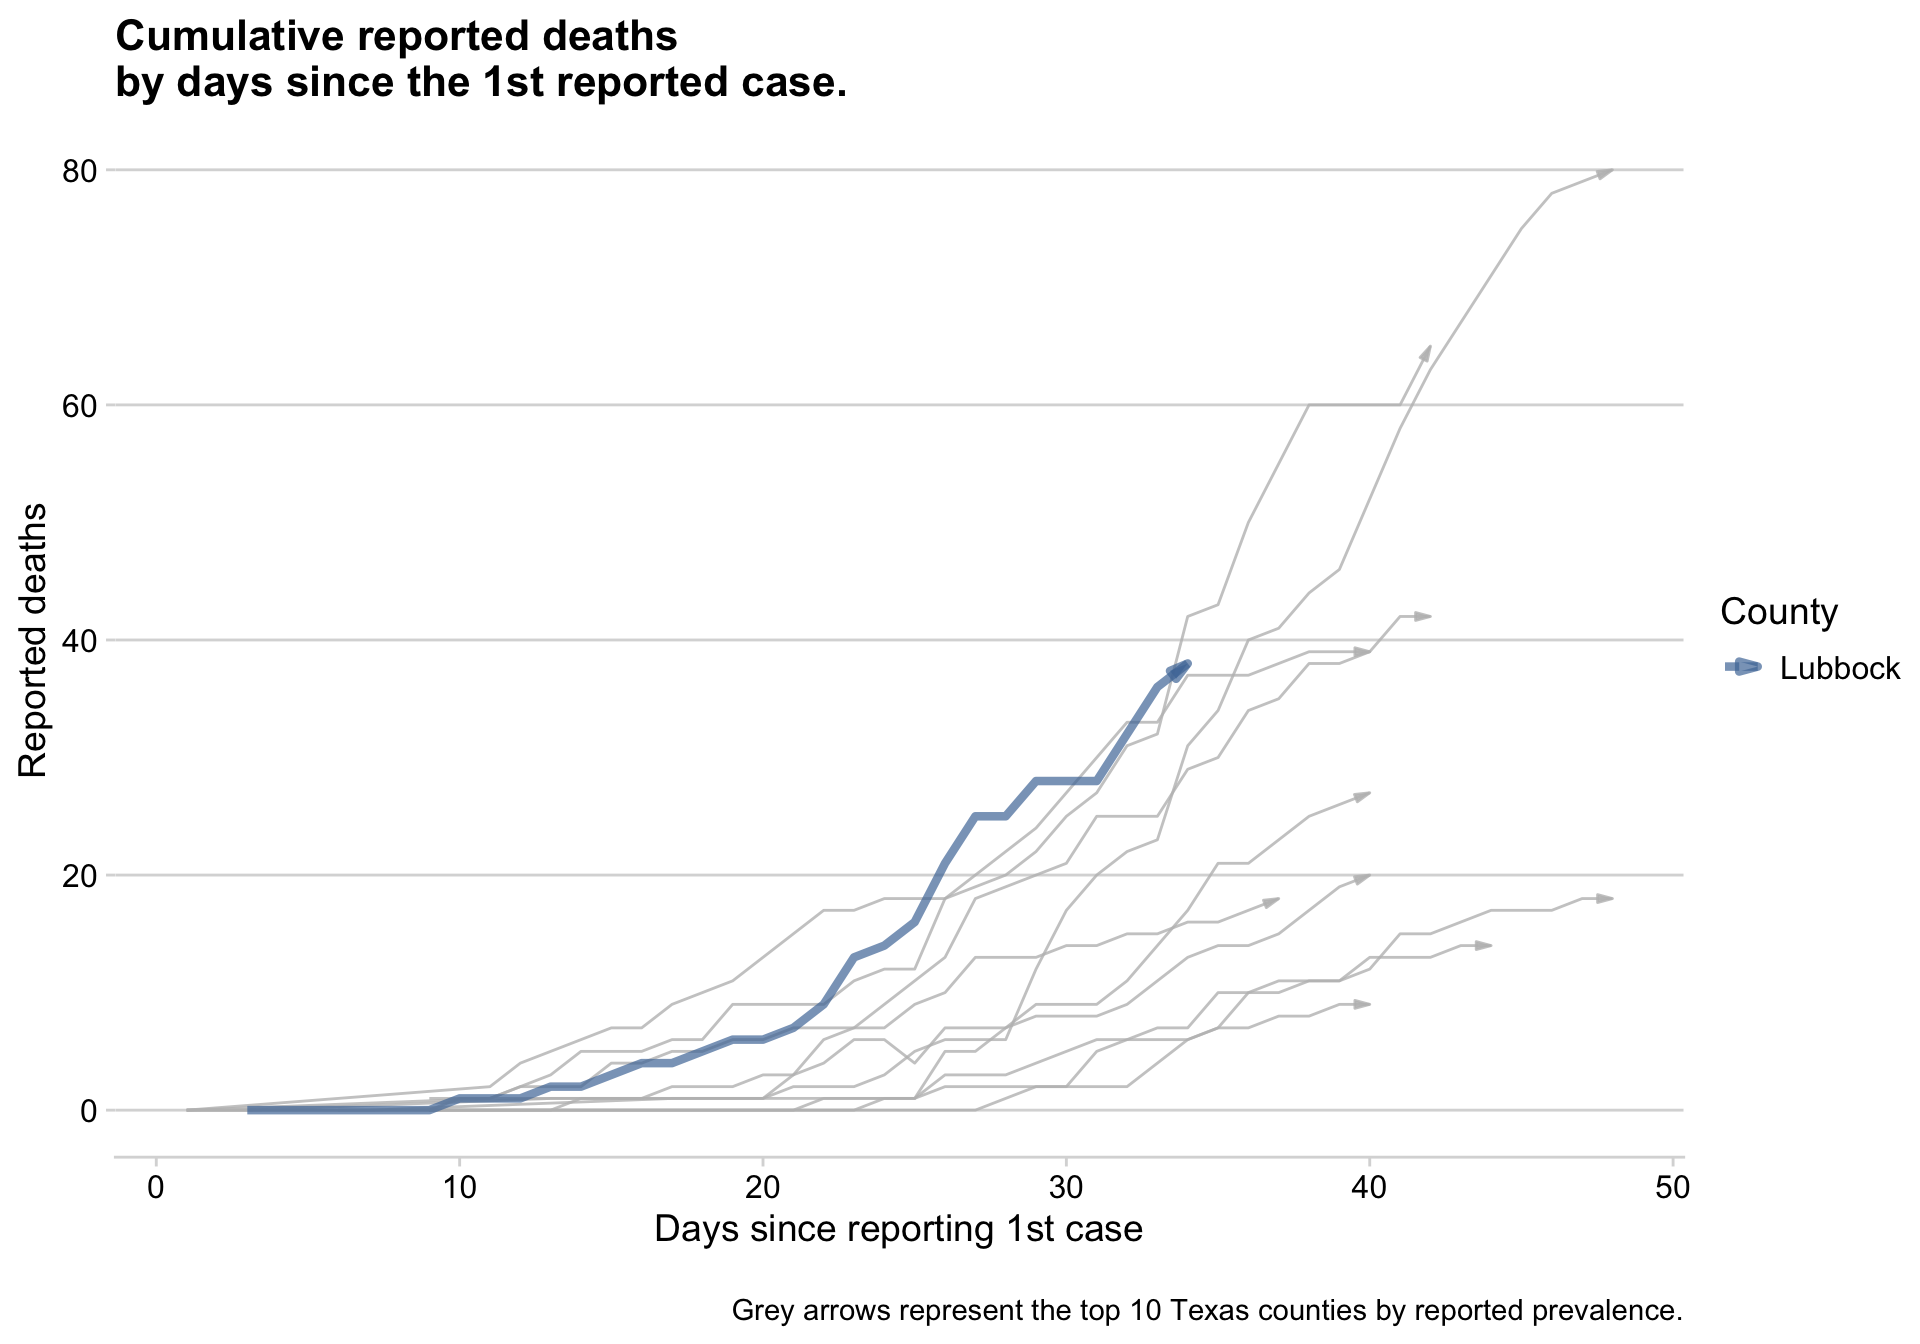 Cumulative reported deaths
by days since the 1st reported case.
80
60
40
20
0
Reported deaths
0 10 20 30 40 50
Days since reporting 1st case
County
Lubbock
Grey arrows represent the top 10 Texas counties by reported prevalence.